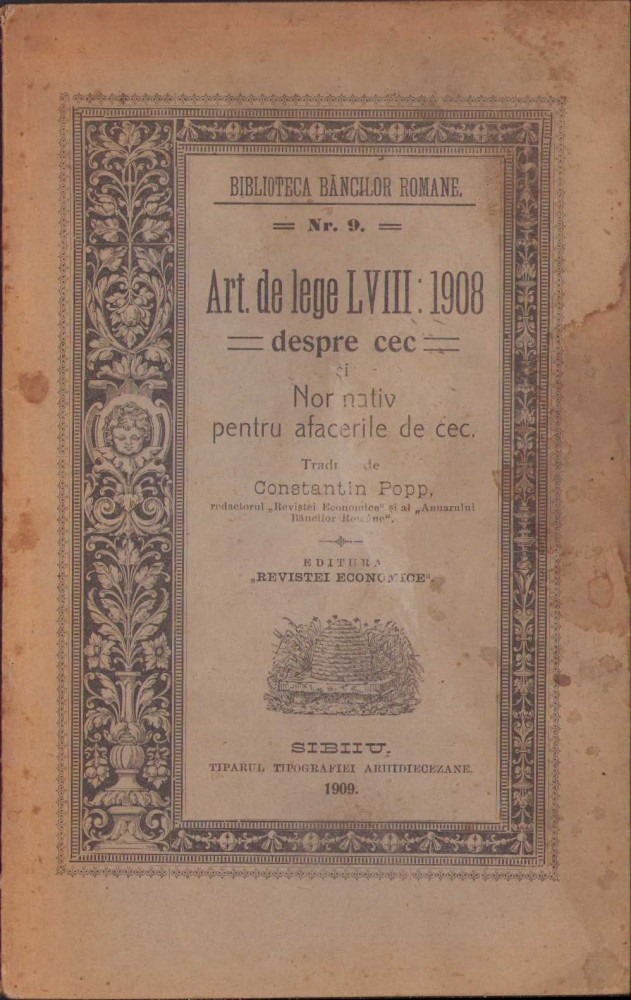 BIBLIOTECA BĂNCILOR ROMANE.
Nr. 9.
Art. de lege LVIII : 1908
despre cec
și
pentru afacerile de cec.
de
Constantin Popp,
redactorul „Revistei Economice" și al „Anuarului
Băncilor Române".
EDITURA
„REVISTEI ECONOMICE".
SIBIIU.
TIPARUL TIPOGRAFIEI ARHIDIECEZANE.
1909.